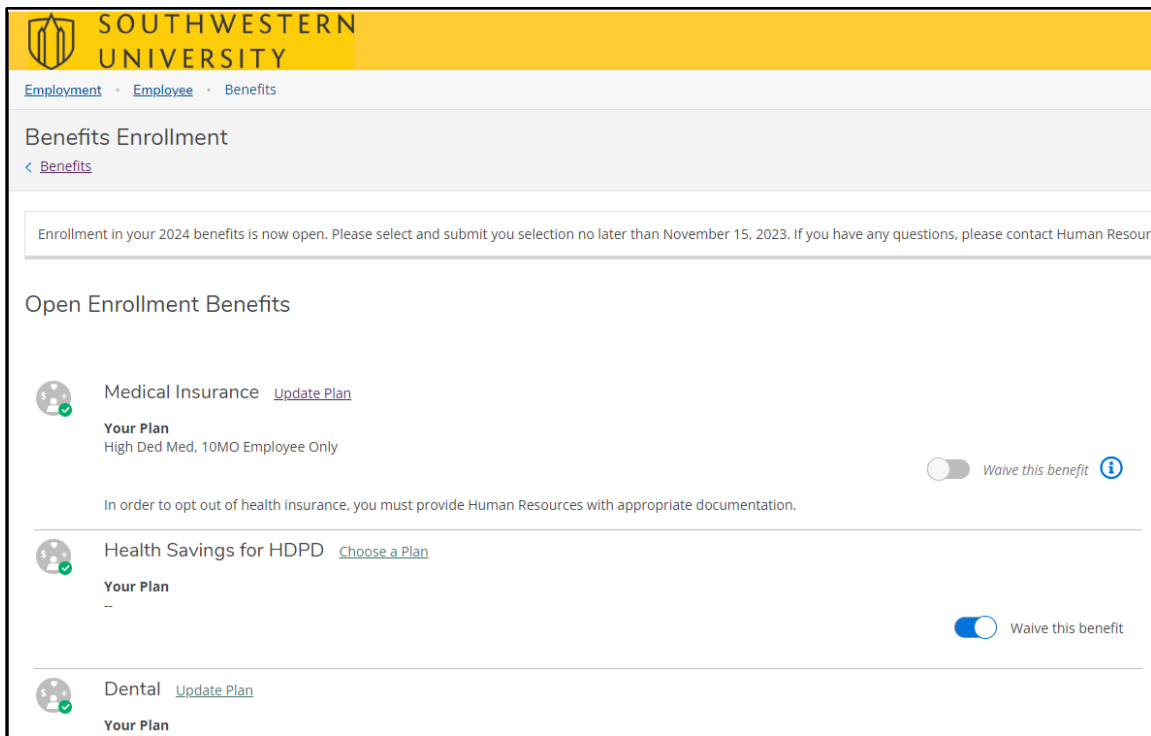 SOUTHWESTERN
UNIVERSITY
Employment • Employee • Benefits
Benefits Enrollment
< Benefits
Enrollment in your 2024 benefits is now open. Please select and submit you selection no later than November 15, 2023. If you have any questions, please contact Human Resour
Open Enrollment Benefits
Medical Insurance Update Plan
Your Plan
High Ded Med, 10MO Employee Only
Waive this benefit
In order to opt out of health insurance, you must provide Human Resources with appropriate documentation.
Health Savings for HDPD Choose a Plan
Your Plan
--
Waive this benefit
Dental Update Plan
Your Plan